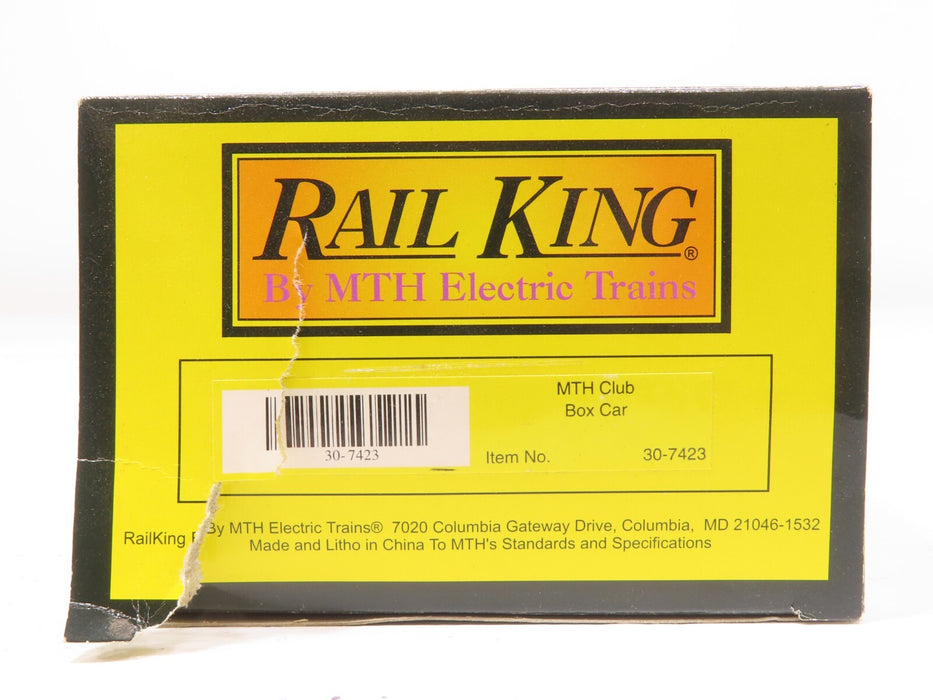 RAIL KING®
By MTH Electric Trains
MTH Club
Box Car
30-7423
Item No. 30-7423
RailKing By MTH Electric Trains® 7020 Columbia Gateway Drive, Columbia, MD 21046-1532
Made and Litho in China To MTH's Standards and Specifications